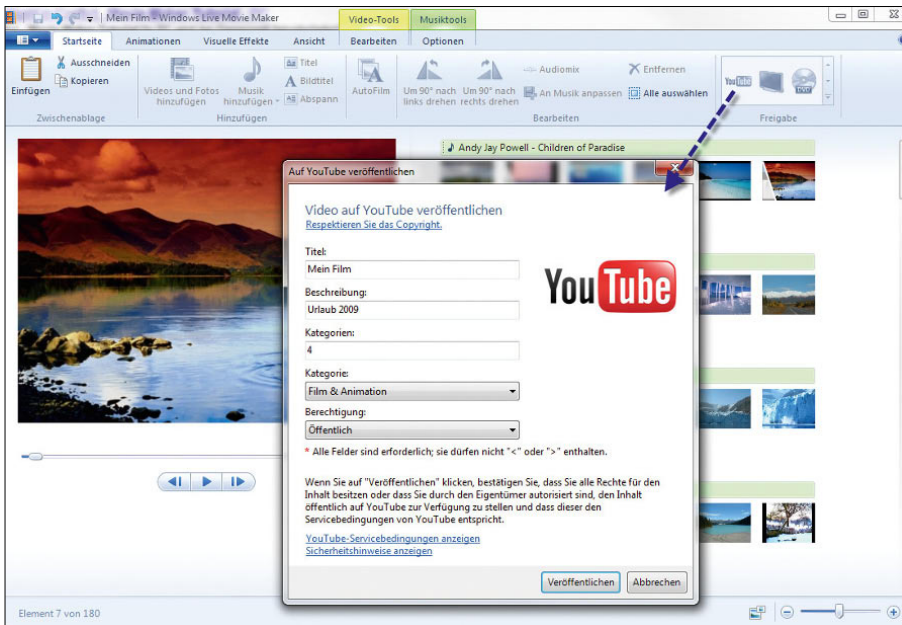 Mein Film - Windows Live Movie Maker
Video-Tools
Musiktools
Startseite
Animationen
Visuelle Effekte
Ansicht
Bearbeiten
Optionen
Einfügen
Ausschneiden
Kopieren
Zwischenablage
Videos und Fotos
hinzufügen
Musik
hinzufügen
Titel
Bildtitel
Abspann
Hinzufügen
AutoFilm
Um 90° nach
links drehen
Um 90° nach
rechts drehen
Audiomix
An Musik anpassen
Entfernen
Alle auswählen
Bearbeiten
YouTube
DVD
Freigabe
Andy Jay Powell - Children of Paradise
Auf YouTube veröffentlichen
Video auf YouTube veröffentlichen
Respektieren Sie das Copyright.
YouTube
Titel:
Mein Film
Beschreibung:
Urlaub 2009
Kategorien:
4
Kategorie:
Film & Animation
Berechtigung:
Öffentlich
* Alle Felder sind erforderlich; sie dürfen nicht "<" oder ">" enthalten.
Wenn Sie auf "Veröffentlichen" klicken, bestätigen Sie, dass Sie alle Rechte für den
Inhalt besitzen oder dass Sie durch den Eigentümer autorisiert sind, den Inhalt
öffentlich auf YouTube zur Verfügung zu stellen und dass dieser den
Servicebedingungen von YouTube entspricht.
YouTube-Servicebedingungen anzeigen
Sicherheitshinweise anzeigen
Veröffentlichen
Abbrechen
Element 7 von 180